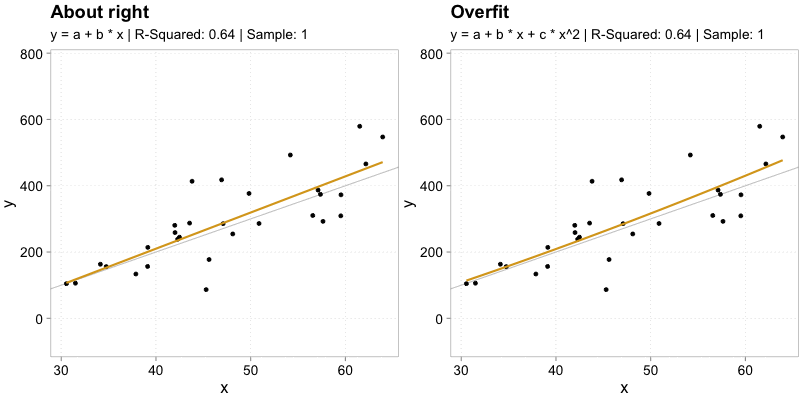 About right
y = a + b * x | R-Squared: 0.64 | Sample: 1
800
600
400
200
0
y
30
40
50
60
x
Overfit
y = a + b * x + c * x^2 | R-Squared: 0.64 | Sample: 1
800
600
400
200
0
y
30
40
50
60
x